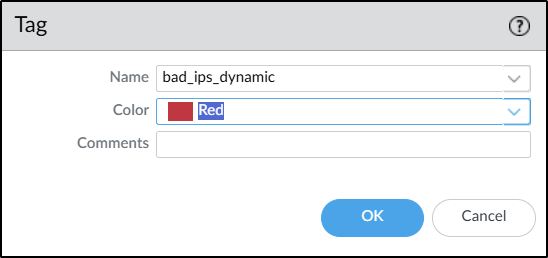 Tag
Name bad_ips_dynamic
Color Red
Comments
OK Cancel